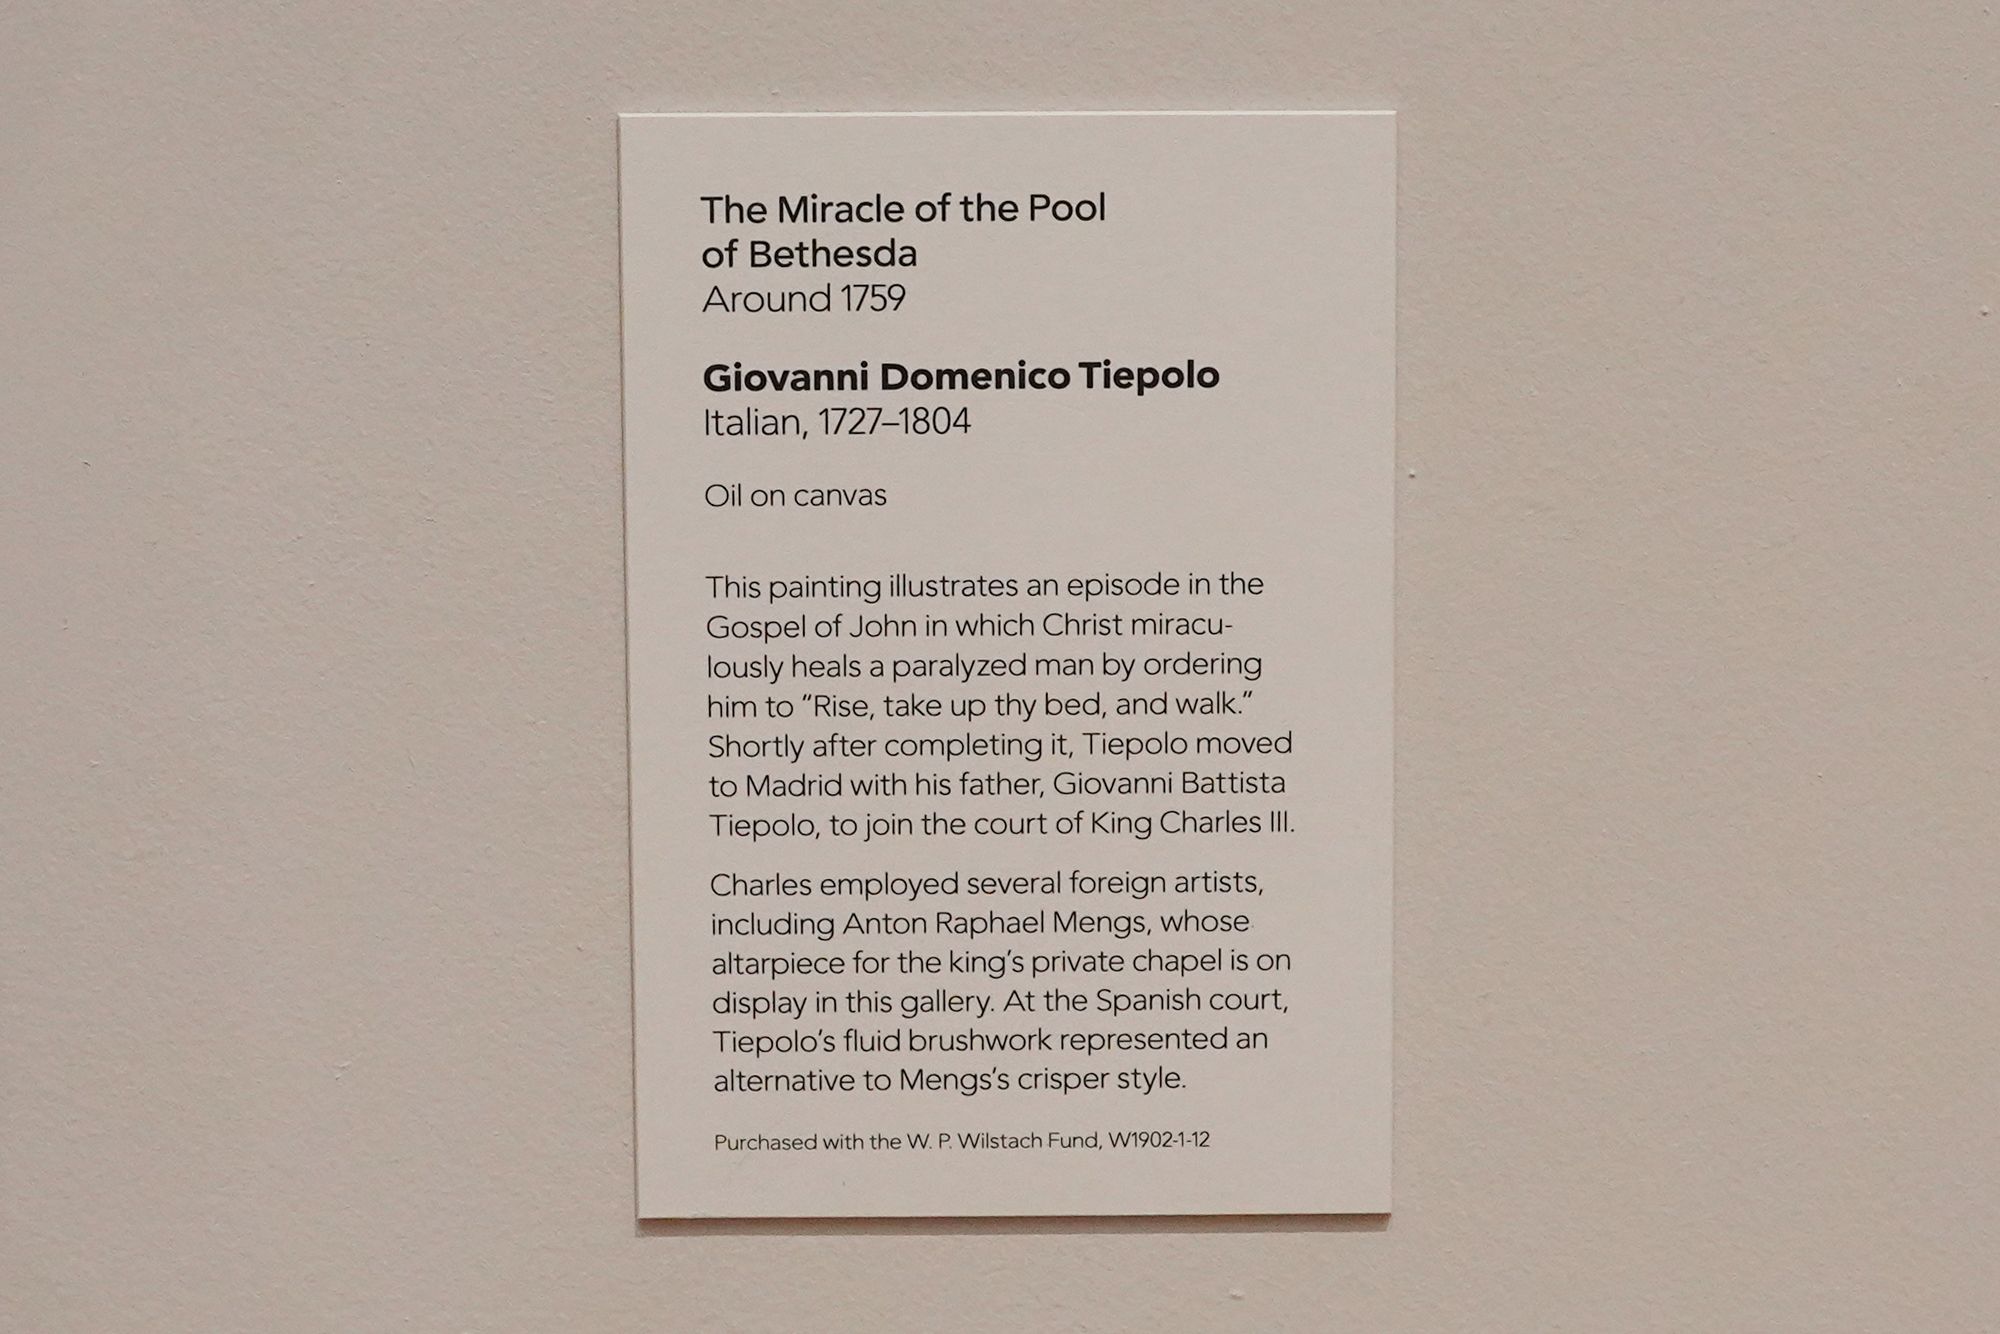 The Miracle of the Pool
of Bethesda
Around 1759
Giovanni Domenico Tiepolo
Italian, 1727–1804
Oil on canvas
This painting illustrates an episode in the
Gospel of John in which Christ miracu-
lously heals a paralyzed man by ordering
him to “Rise, take up thy bed, and walk.”
Shortly after completing it, Tiepolo moved
to Madrid with his father, Giovanni Battista
Tiepolo, to join the court of King Charles III.
Charles employed several foreign artists,
including Anton Raphael Mengs, whose
altarpiece for the king’s private chapel is on
display in this gallery. At the Spanish court,
Tiepolo’s fluid brushwork represented an
alternative to Mengs’s crisper style.
Purchased with the W. P. Wilstach Fund, W1902-1-12